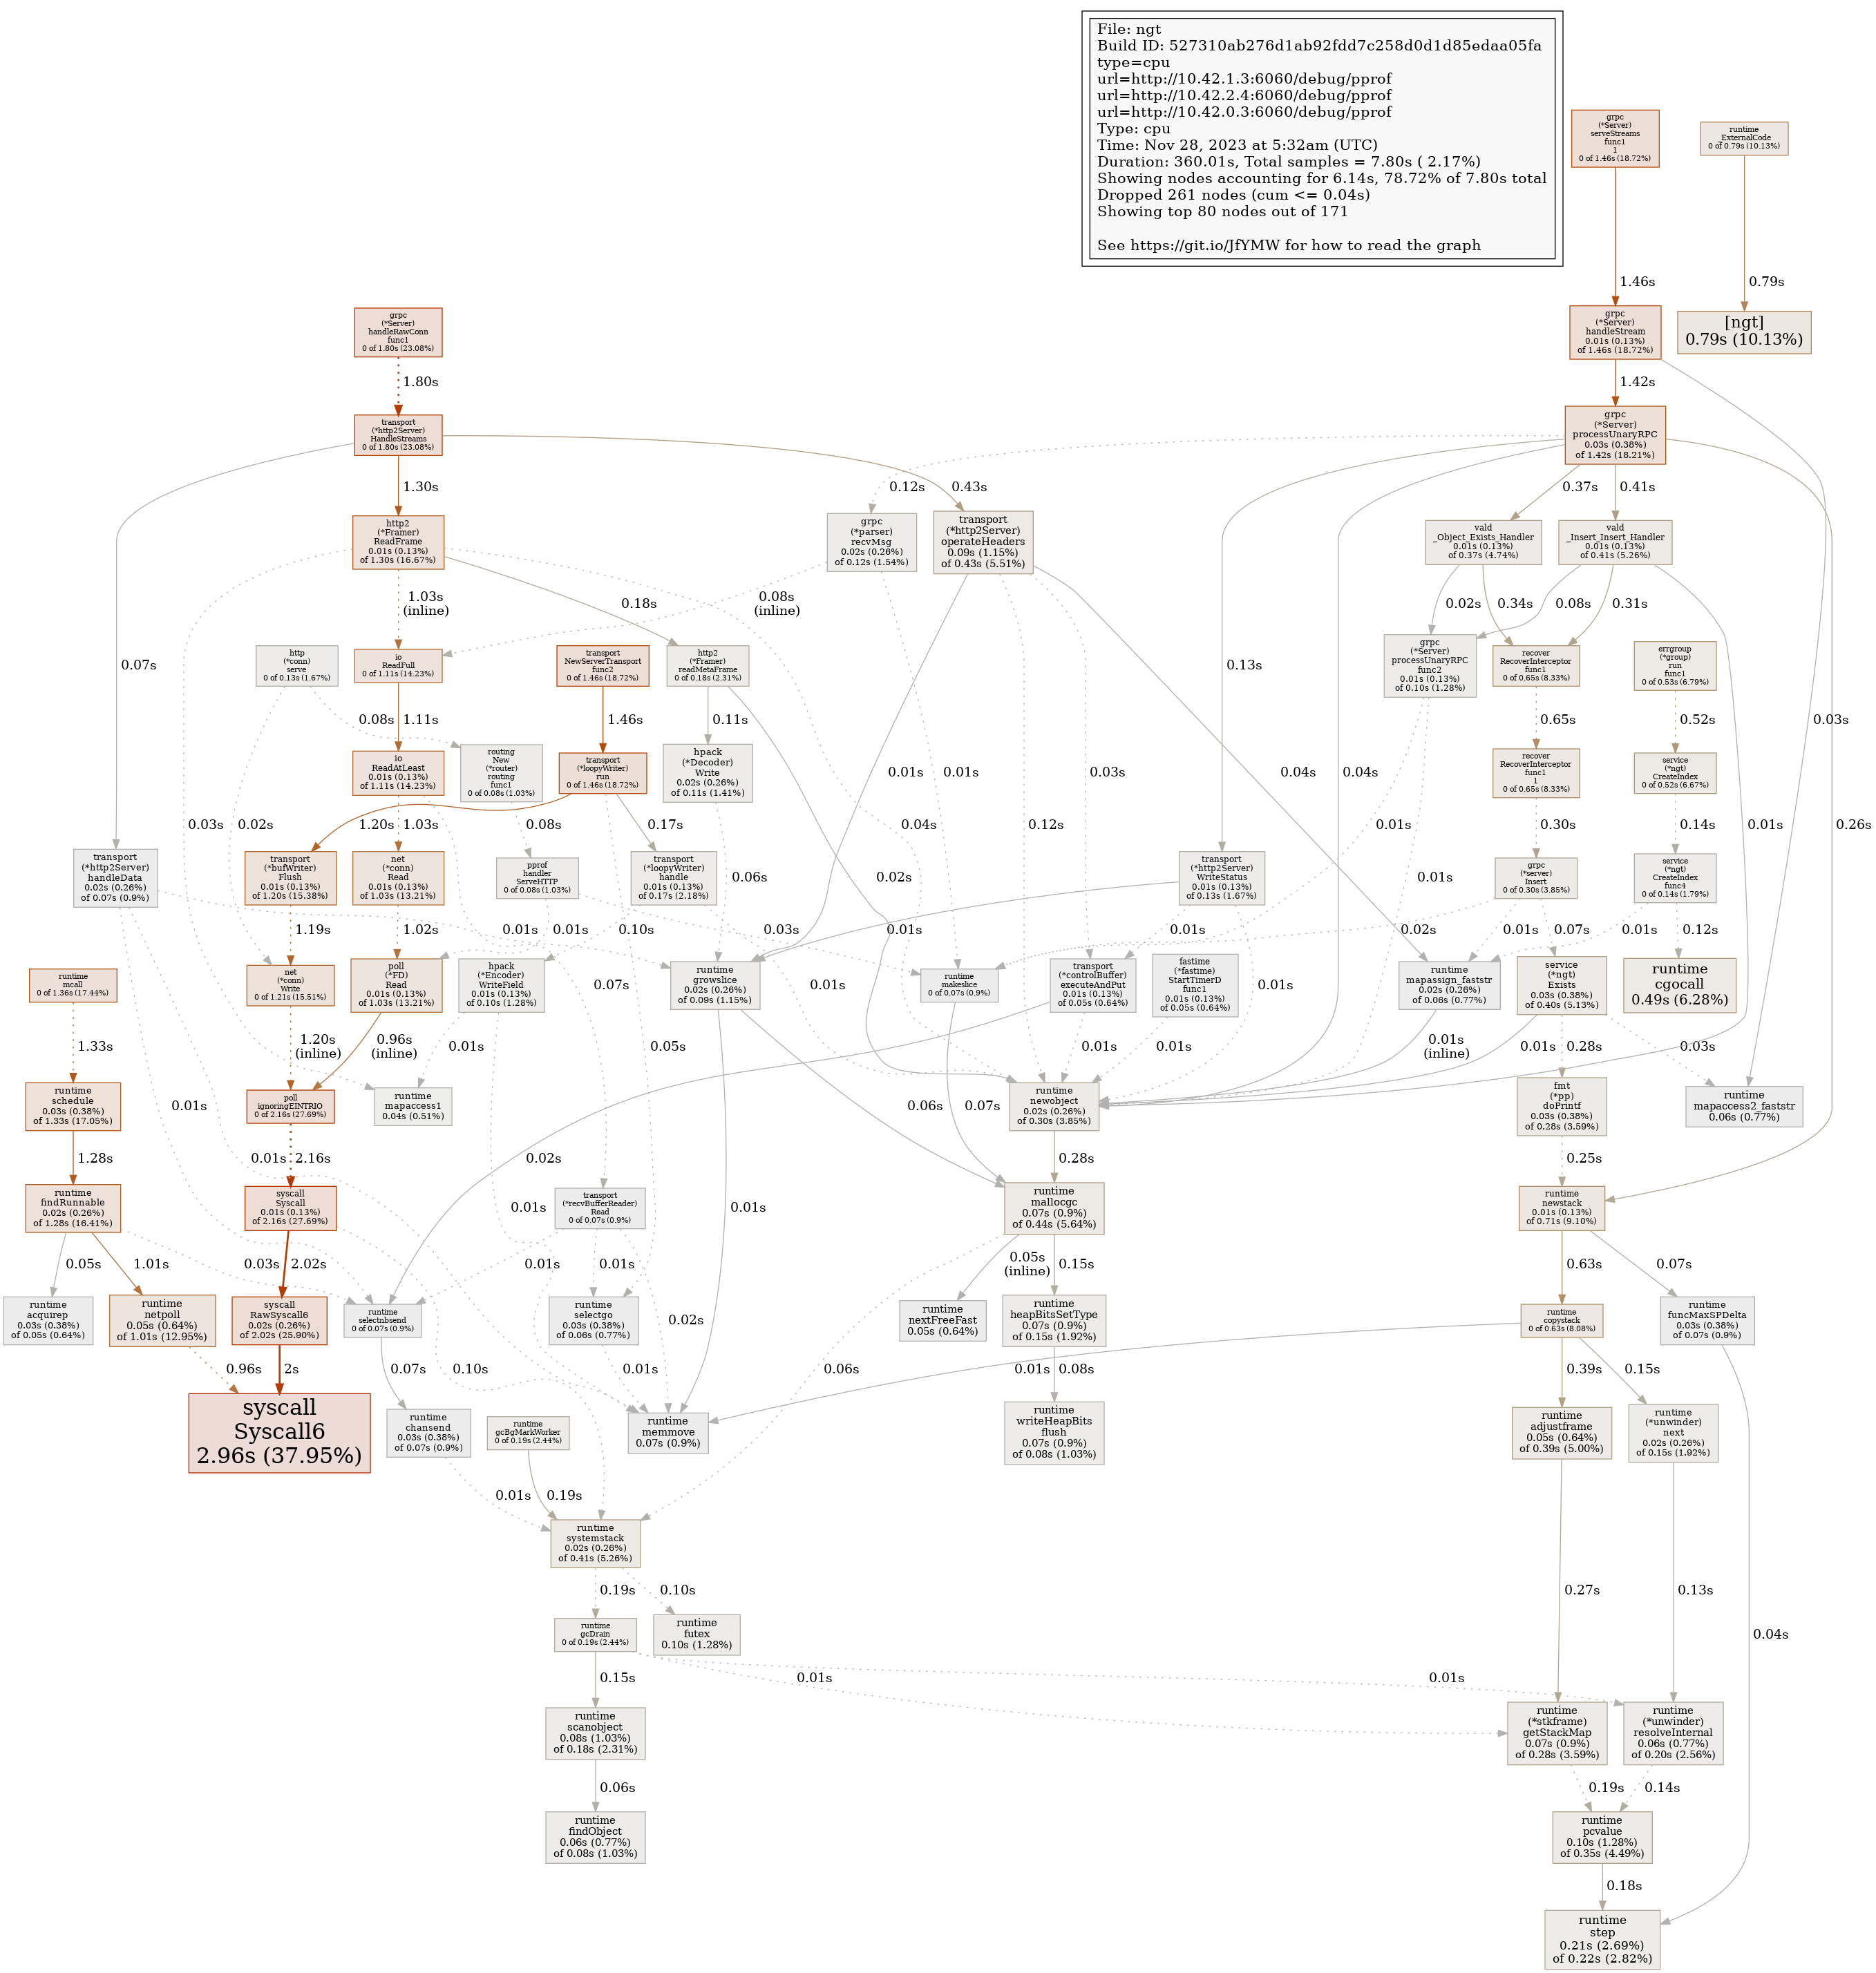 File: ngt
Build ID: 527310ab276d1ab92fdd7c258d0d1d85edaa05fa
type=cpu
url=http://10.42.1.3:6060/debug/pprof
url=http://10.42.2.4:6060/debug/pprof
url=http://10.42.0.3:6060/debug/pprof
Type: cpu
Time: Nov 28, 2023 at 5:32am (UTC)
Duration: 360.01s, Total samples = 7.80s ( 2.17%)
Showing nodes accounting for 6.14s, 78.72% of 7.80s total
Dropped 261 nodes (cum <= 0.04s)
Showing top 80 nodes out of 171
See https://git.io/JfYMW for how to read the graph
grpc
(*Server)
serveStreams
func1
1
0 of 1.46s (18.72%)
runtime
_ExternalCode
0 of 0.79s (10.13%)
1.46s
0.79s
grpc
(*Server)
handleRawConn
func1
0 of 1.80s (23.08%)
grpc
(*Server)
handleStream
0.01s (0.13%)
of 1.46s (18.72%)
[ngt]
0.79s (10.13%)
1.80s
1.42s
transport
(*http2Server)
HandleStreams
0 of 1.80s (23.08%)
grpc
(*Server)
processUnaryRPC
0.03s (0.38%)
of 1.42s (18.21%)
1.30s
0.12s
0.43s
0.37s
0.41s
http2
(*Framer)
ReadFrame
0.01s (0.13%)
of 1.30s (16.67%)
grpc
(*parser)
recvMsg
0.02s (0.26%)
of 0.12s (1.54%)
transport
(*http2Server)
operateHeaders
0.09s (1.15%)
of 0.43s (5.51%)
vald
_Object_Exists_Handler
0.01s (0.13%)
of 0.37s (4.74%)
vald
_Insert_Insert_Handler
0.01s (0.13%)
of 0.41s (5.26%)
1.03s
(inline)
0.18s
0.08s
(inline)
0.02s
0.34s
0.08s
0.31s
0.07s
0.13s
http
(*conn)
serve
0 of 0.13s (1.67%)
io
ReadFull
0 of 1.11s (14.23%)
transport
NewServerTransport
func2
0 of 1.46s (18.72%)
http2
(*Framer)
readMetaFrame
0 of 0.18s (2.31%)
grpc
(*Server)
processUnaryRPC
func2
0.01s (0.13%)
of 0.10s (1.28%)
recover
RecoverInterceptor
func1
0 of 0.65s (8.33%)
errgroup
(*group)
run
func1
0 of 0.53s (6.79%)
0.08s
1.11s
1.46s
0.11s
0.65s
0.52s
0.03s
io
ReadAtLeast
0.01s (0.13%)
of 1.11s (14.23%)
routing
New
(*router)
routing
func1
0 of 0.08s (1.03%)
transport
(*loopyWriter)
run
0 of 1.46s (18.72%)
hpack
(*Decoder)
Write
0.02s (0.26%)
of 0.11s (1.41%)
0.01s
0.01s
0.03s
0.04s
0.04s
recover
RecoverInterceptor
func1
1
0 of 0.65s (8.33%)
service
(*ngt)
CreateIndex
0 of 0.52s (6.67%)
0.03s
0.02s
1.20s
1.03s
0.08s
0.17s
0.04s
0.12s
0.01s
0.30s
0.14s
0.01s
0.26s
transport
(*http2Server)
handleData
0.02s (0.26%)
of 0.07s (0.9%)
transport
(*bufWriter)
Flush
0.01s (0.13%)
of 1.20s (15.38%)
net
(*conn)
Read
0.01s (0.13%)
of 1.03s (13.21%)
pprof
handler
ServeHTTP
0 of 0.08s (1.03%)
transport
(*loopyWriter)
handle
0.01s (0.13%)
of 0.17s (2.18%)
0.06s
0.02s
transport
(*http2Server)
WriteStatus
0.01s (0.13%)
of 0.13s (1.67%)
0.01s
grpc
(*server)
Insert
0 of 0.30s (3.85%)
service
(*ngt)
CreateIndex
func4
0 of 0.14s (1.79%)
1.19s
1.02s
0.01s
0.01s
0.10s
0.03s
0.01s
0.01s
0.02s
0.01s
0.07s
0.01s
0.12s
runtime
mcall
0 of 1.36s (17.44%)
net
(*conn)
Write
0 of 1.21s (15.51%)
poll
(*FD)
Read
0.01s (0.13%)
of 1.03s (13.21%)
hpack
(*Encoder)
WriteField
0.01s (0.13%)
of 0.10s (1.28%)
0.07s
runtime
growslice
0.02s (0.26%)
of 0.09s (1.15%)
0.01s
runtime
makeslice
0 of 0.07s (0.9%)
transport
(*controlBuffer)
executeAndPut
0.01s (0.13%)
of 0.05s (0.64%)
fastime
(*fastime)
StartTimerD
func1
0.01s (0.13%)
of 0.05s (0.64%)
0.01s
runtime
mapassign_faststr
0.02s (0.26%)
of 0.06s (0.77%)
service
(*ngt)
Exists
0.03s (0.38%)
of 0.40s (5.13%)
runtime
cgocall
0.49s (6.28%)
1.33s
1.20s
(inline)
0.96s
(inline)
0.01s
0.05s
0.01s
0.01s
0.01s
(inline)
0.01s
0.28s
0.03s
runtime
schedule
0.03s (0.38%)
of 1.33s (17.05%)
poll
ignoringEINTRIO
0 of 2.16s (27.69%)
runtime
mapaccess1
0.04s (0.51%)
0.01s
0.06s
0.07s
runtime
newobject
0.02s (0.26%)
of 0.30s (3.85%)
fmt
(*pp)
doPrintf
0.03s (0.38%)
of 0.28s (3.59%)
runtime
mapaccess2_faststr
0.06s (0.77%)
1.28s
0.01s
2.16s
0.02s
0.28s
0.25s
runtime
findRunnable
0.02s (0.26%)
of 1.28s (16.41%)
syscall
Syscall
0.01s (0.13%)
of 2.16s (27.69%)
0.01s
transport
(*recvBufferReader)
Read
0 of 0.07s (0.9%)
0.01s
runtime
mallocgc
0.07s (0.9%)
of 0.44s (5.64%)
runtime
newstack
0.01s (0.13%)
of 0.71s (9.10%)
0.05s
1.01s
0.03s
2.02s
0.01s
0.01s
0.05s
(inline)
0.15s
0.63s
0.07s
runtime
acquirep
0.03s (0.38%)
of 0.05s (0.64%)
runtime
netpoll
0.05s (0.64%)
of 1.01s (12.95%)
syscall
RawSyscall6
0.02s (0.26%)
of 2.02s (25.90%)
runtime
selectnbsend
0 of 0.07s (0.9%)
runtime
selectgo
0.03s (0.38%)
of 0.06s (0.77%)
0.02s
runtime
nextFreeFast
0.05s (0.64%)
runtime
heapBitsSetType
0.07s (0.9%)
of 0.15s (1.92%)
runtime
copystack
0 of 0.63s (8.08%)
runtime
funcMaxSPDelta
0.03s (0.38%)
of 0.07s (0.9%)
0.96s
2s
0.10s
0.07s
0.01s
0.06s
0.01s
0.08s
0.39s
0.15s
syscall
Syscall6
2.96s (37.95%)
runtime
chansend
0.03s (0.38%)
of 0.07s (0.9%)
runtime
gcBgMarkWorker
0 of 0.19s (2.44%)
runtime
memmove
0.07s (0.9%)
runtime
writeHeapBits
flush
0.07s (0.9%)
of 0.08s (1.03%)
runtime
adjustframe
0.05s (0.64%)
of 0.39s (5.00%)
runtime
(*unwinder)
next
0.02s (0.26%)
of 0.15s (1.92%)
0.01s
0.19s
runtime
systemstack
0.02s (0.26%)
of 0.41s (5.26%)
0.19s
0.10s
0.27s
0.13s
runtime
gcDrain
0 of 0.19s (2.44%)
runtime
futex
0.10s (1.28%)
0.04s
0.15s
0.01s
0.01s
runtime
scanobject
0.08s (1.03%)
of 0.18s (2.31%)
runtime
(*stkframe)
getStackMap
0.07s (0.9%)
of 0.28s (3.59%)
runtime
(*unwinder)
resolveInternal
0.06s (0.77%)
of 0.20s (2.56%)
0.06s
0.19s
0.14s
runtime
findObject
0.06s (0.77%)
of 0.08s (1.03%)
runtime
pcvalue
0.10s (1.28%)
of 0.35s (4.49%)
0.18s
runtime
step
0.21s (2.69%)
of 0.22s (2.82%)